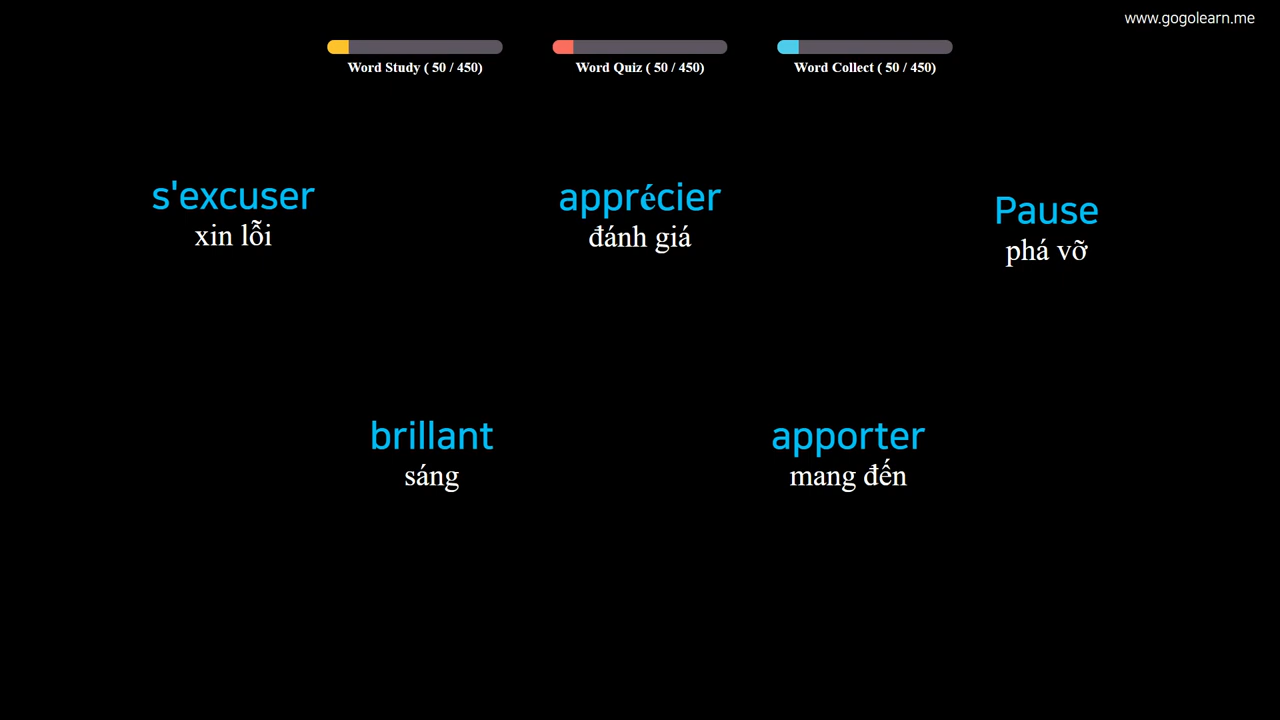 www.gogolearn.me
Word Study ( 50 / 450)
Word Quiz ( 50 / 450)
Word Collect ( 50 / 450)
s'excuser
xin lỗi
apprécier
đánh giá
Pause
phá vỡ
brillant
sáng
apporter
mang đến